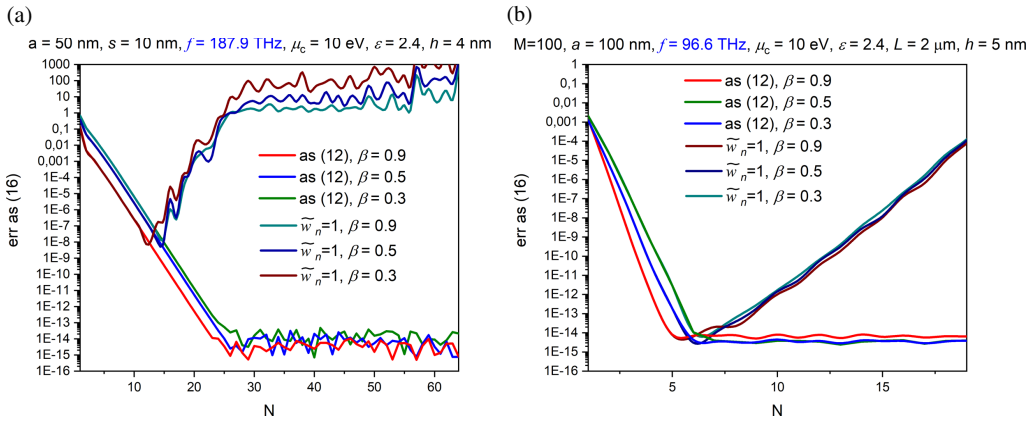 (a)
a = 50 nm, s = 10 nm, f = 187.9 THz, μc = 10 eV, ε = 2.4, h = 4 nm
err as (16)
1000
100
10
1
0,1
0,01
0,001
1E-4
1E-5
1E-6
1E-7
1E-8
1E-9
1E-10
1E-11
1E-12
1E-13
1E-14
1E-15
1E-16
as (12), β = 0.9
as (12), β = 0.5
as (12), β = 0.3
w̃n=1, β = 0.9
w̃n=1, β = 0.5
w̃n=1, β = 0.3
10 20 30 40 50 60
N
(b)
M=100, a = 100 nm, f = 96.6 THz, μc = 10 eV, ε = 2.4, L = 2 μm, h = 5 nm
err as (16)
1
0,1
0,01
0,001
1E-4
1E-5
1E-6
1E-7
1E-8
1E-9
1E-10
1E-11
1E-12
1E-13
1E-14
1E-15
1E-16
as (12), β = 0.9
as (12), β = 0.5
as (12), β = 0.3
w̃n=1, β = 0.9
w̃n=1, β = 0.5
w̃n=1, β = 0.3
5 10 15
N